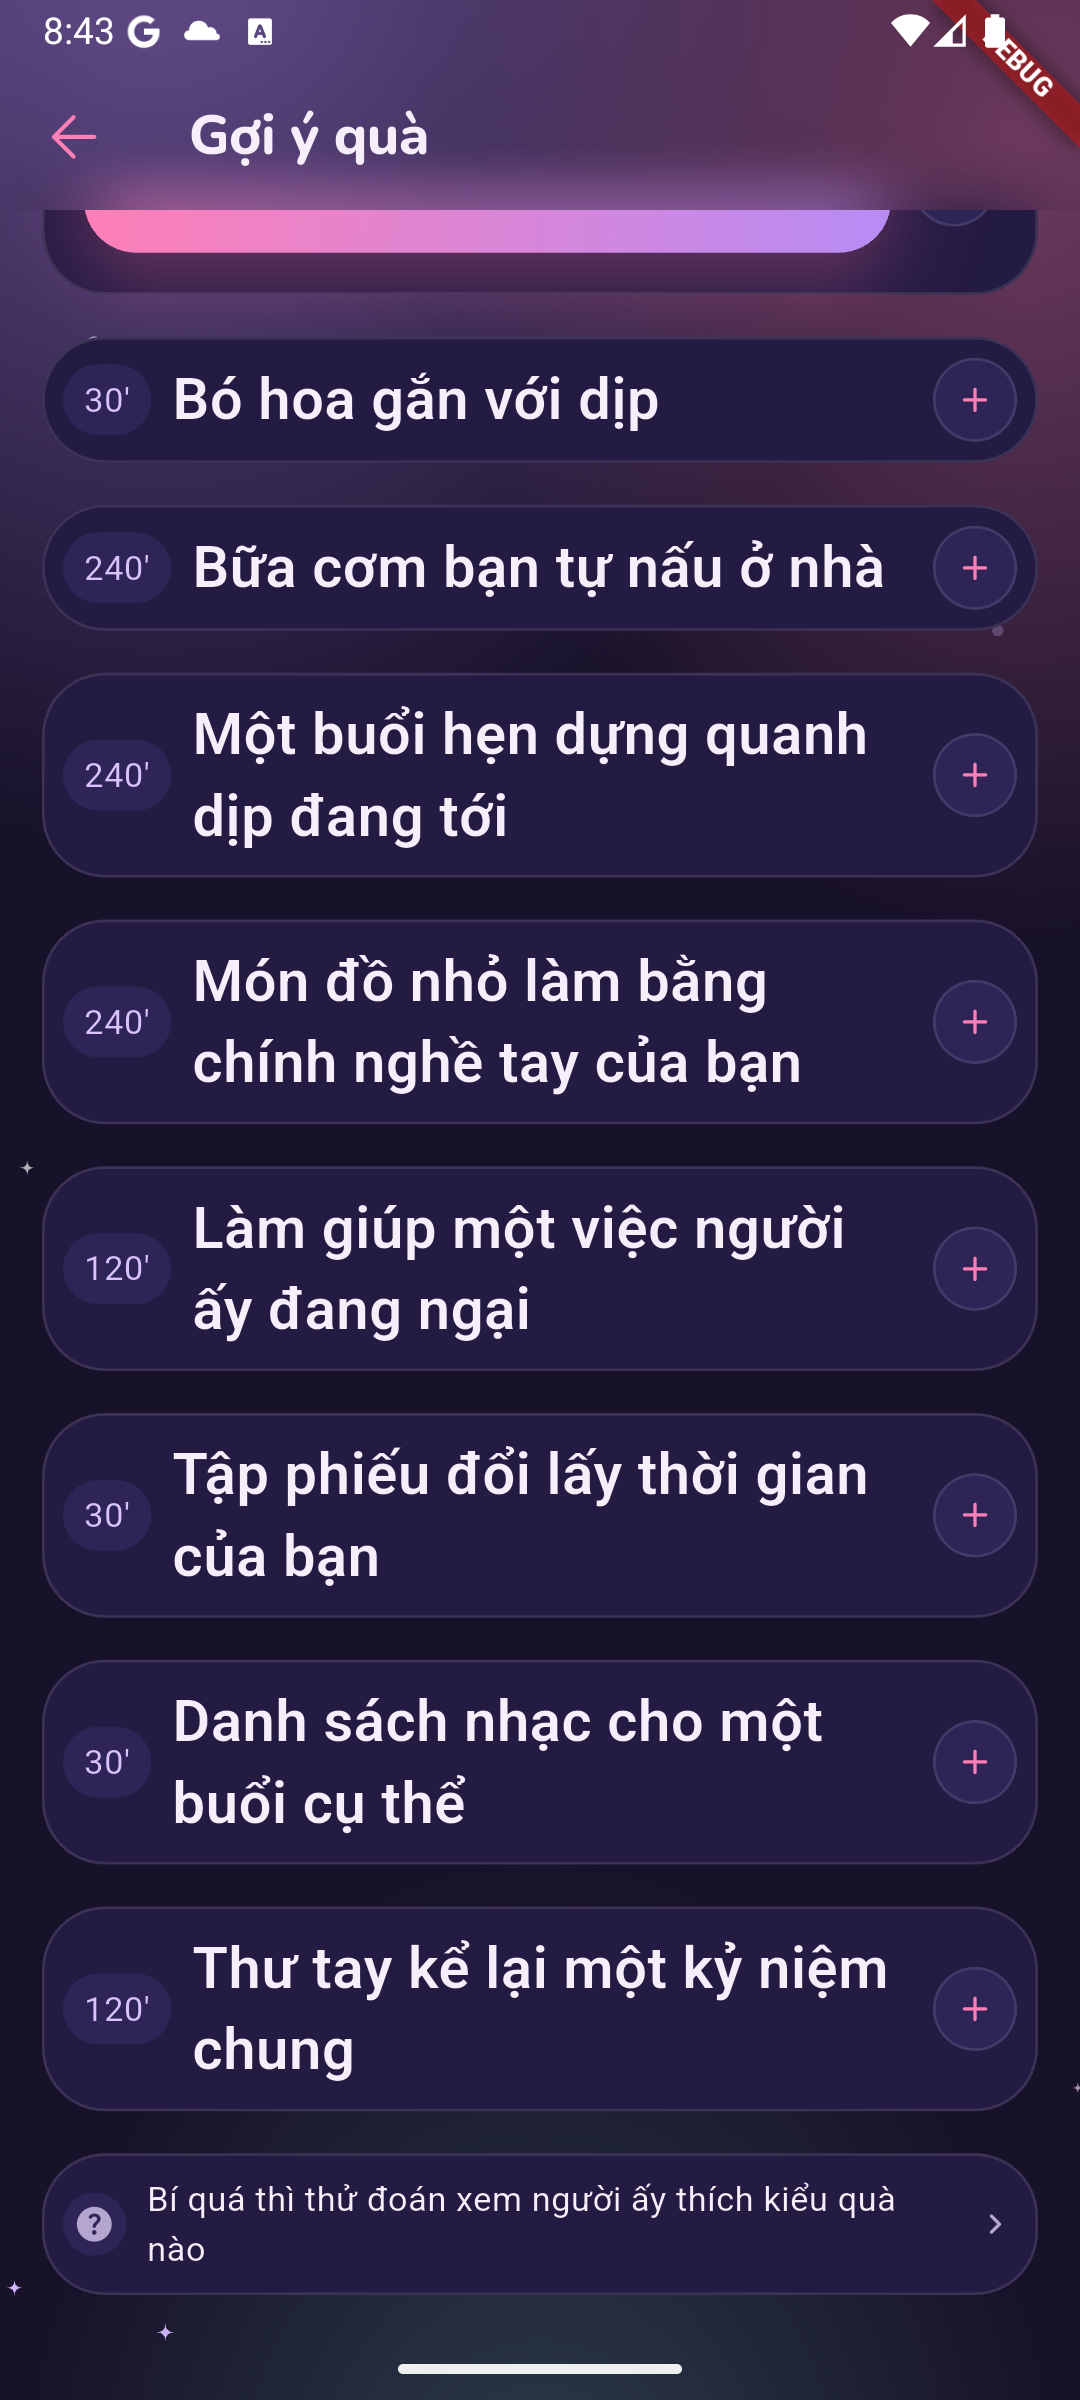 8:43
DEBUG
Gợi ý quà
30'
Bó hoa gắn với dịp
240'
Bữa cơm bạn tự nấu ở nhà
240'
Một buổi hẹn dựng quanh
dịp đang tới
240'
Món đồ nhỏ làm bằng
chính nghề tay của bạn
120'
Làm giúp một việc người
ấy đang ngại
30'
Tập phiếu đổi lấy thời gian
của bạn
30'
Danh sách nhạc cho một
buổi cụ thể
120'
Thư tay kể lại một kỷ niệm
chung
Bí quá thì thử đoán xem người ấy thích kiểu quà
nào